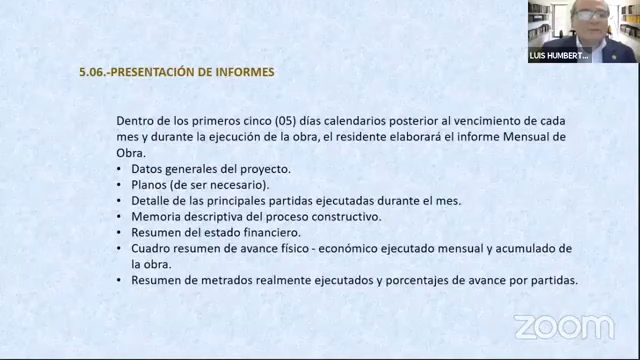 LUIS HUMBERT...
5.06.-PRESENTACIÓN DE INFORMES
Dentro de los primeros cinco (05) días calendarios posterior al vencimiento de cada
mes y durante la ejecución de la obra, el residente elaborará el informe Mensual de
Obra.
• Datos generales del proyecto.
• Planos (de ser necesario).
• Detalle de las principales partidas ejecutadas durante el mes.
• Memoria descriptiva del proceso constructivo.
• Resumen del estado financiero.
• Cuadro resumen de avance físico - económico ejecutado mensual y acumulado de
la obra.
• Resumen de metrados realmente ejecutados y porcentajes de avance por partidas.
zoom